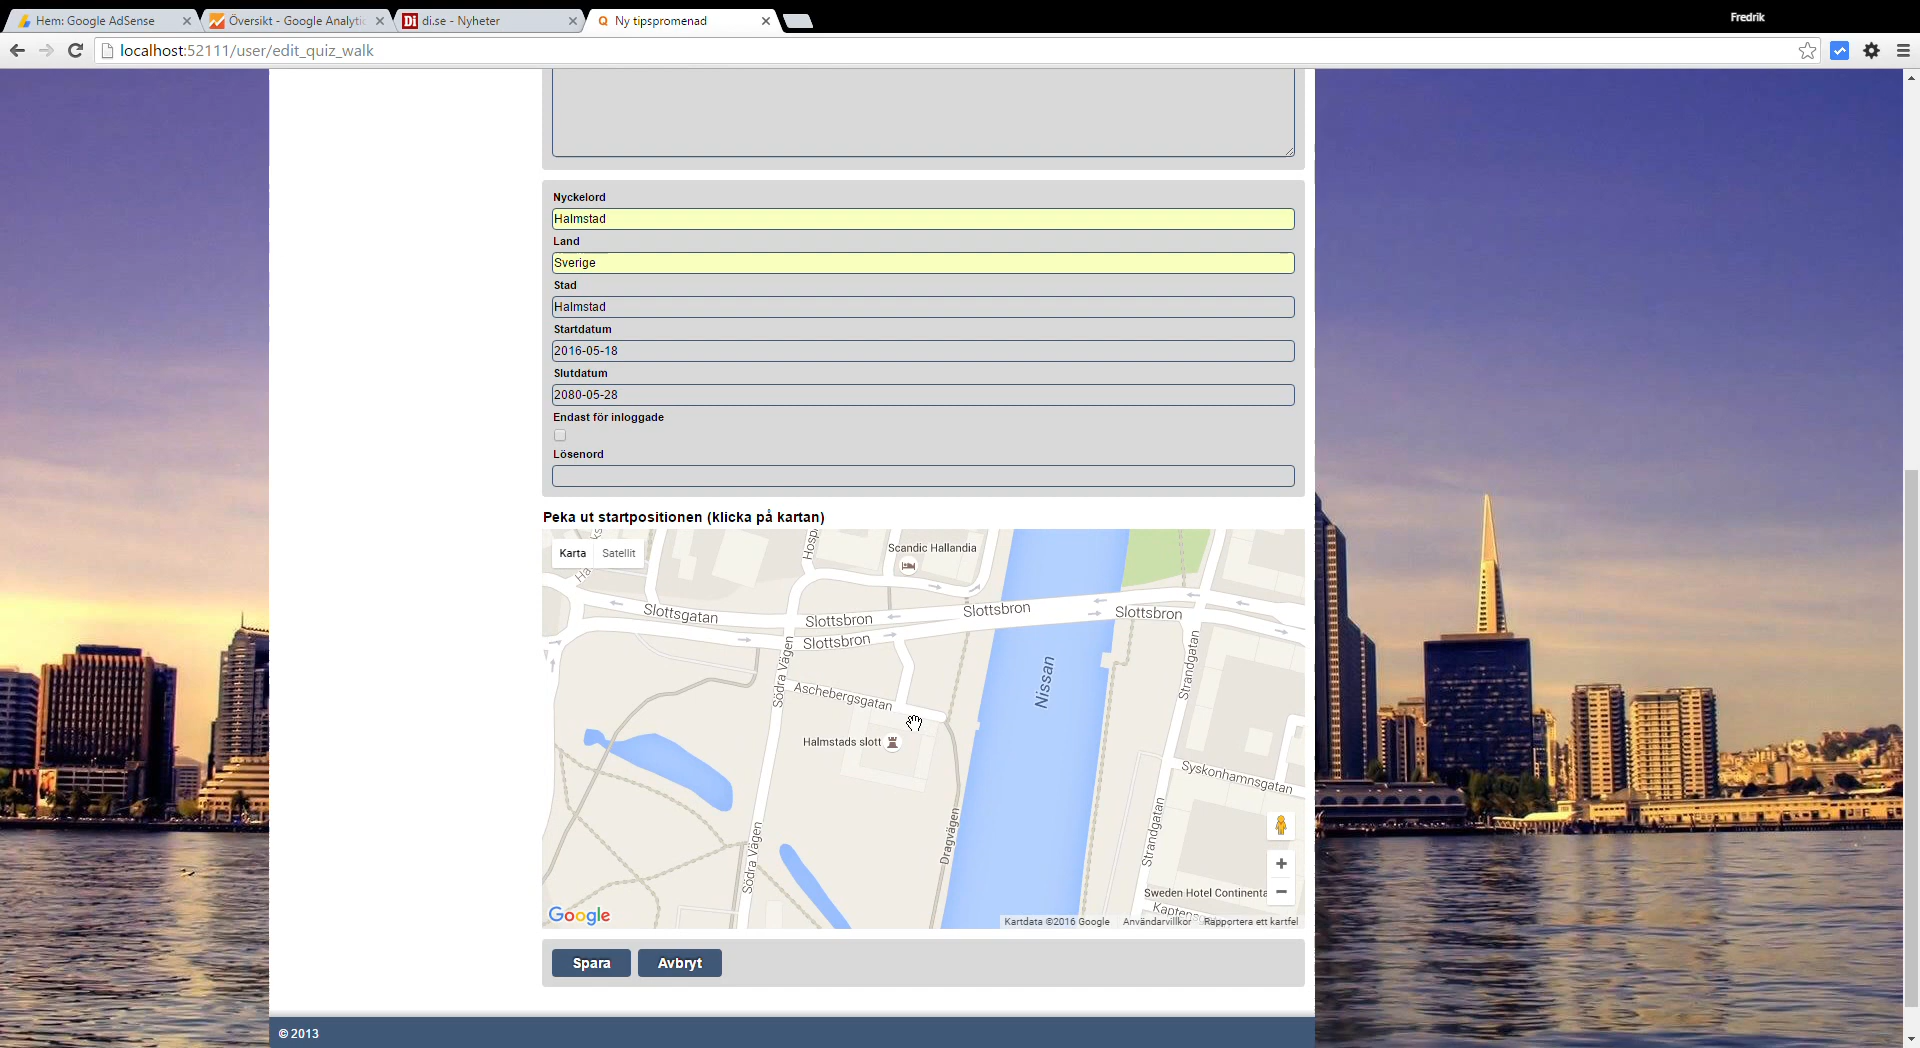 Hem: Google AdSense
Översikt - Google Analytic
Di di.se - Nyheter
Q Ny tipspromenad
Fredrik
localhost:52111/user/edit_quiz_walk
Nyckelord
Halmstad
Land
Sverige
Stad
Halmstad
Startdatum
2016-05-18
Slutdatum
2080-05-28
Endast för inloggade
Lösenord
Peka ut startpositionen (klicka på kartan)
Karta Satellit
Scandic Hallandia
Slottsgatan
Slottsbron
Slottsbron
Slottsbron
Slottsbron
Södra Vägen
Aschebergsgatan
Nissan
Strandgatan
Halmstads slott
Syskonhamnsgatan
Dragvägen
Södra Vägen
Strandgatan
Sweden Hotel Continenta
Google
Kartdata ©2016 Google Användarvillkor Rapportera ett kartfel
Spara Avbryt
© 2013